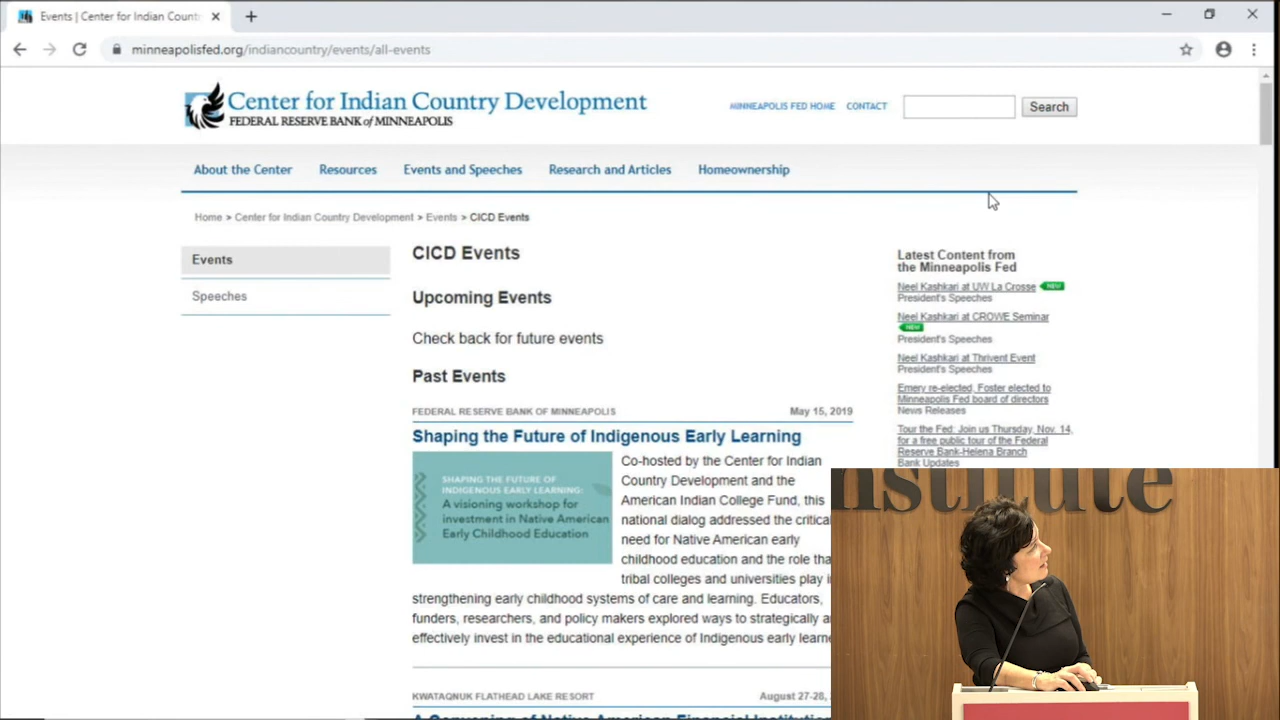 Events | Center for Indian Count
minneapolisfed.org/indiancountry/events/all-events
Center for Indian Country Development
FEDERAL RESERVE BANK of MINNEAPOLIS
MINNEAPOLIS FED HOME CONTACT Search
About the Center Resources Events and Speeches Research and Articles Homeownership
Home > Center for Indian Country Development > Events > CICD Events
Events
Speeches
CICD Events
Upcoming Events
Check back for future events
Past Events
FEDERAL RESERVE BANK OF MINNEAPOLIS May 15, 2019
Shaping the Future of Indigenous Early Learning
SHAPING THE FUTURE OF
INDIGENOUS EARLY LEARNING:
A visioning workshop for
investment in Native American
Early Childhood Education
Co-hosted by the Center for Indian
Country Development and the
American Indian College Fund, this
national dialog addressed the critical
need for Native American early
childhood education and the role tha
tribal colleges and universities play i
strengthening early childhood systems of care and learning. Educators,
funders, researchers, and policy makers explored ways to strategically a
effectively invest in the educational experience of Indigenous early learne
KWATAQNUK FLATHEAD LAKE RESORT August 27-28,
A Convening of Native American Financial Institution
Latest Content from
the Minneapolis Fed
Neel Kashkari at UW La Crosse NEW
President's Speeches
Neel Kashkari at CROWE Seminar
NEW
President's Speeches
Neel Kashkari at Thrivent Event
President's Speeches
Emery re-elected, Foster elected to
Minneapolis Fed board of directors
News Releases
Tour the Fed: Join us Thursday, Nov. 14,
for a free public tour of the Federal
Reserve Bank-Helena Branch
Bank Updates
nstitute